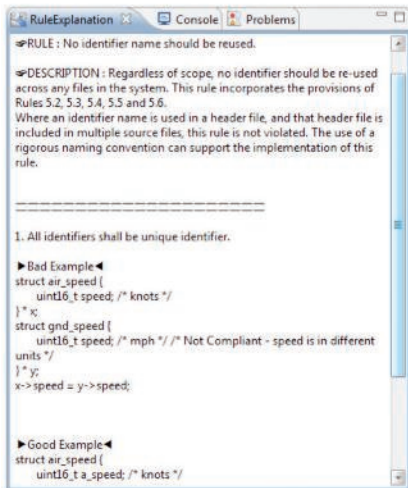 RuleExplanation Console Problems
☞RULE : No identifier name should be reused.
☞DESCRIPTION : Regardless of scope, no identifier should be re-used
across any files in the system. This rule incorporates the provisions of
Rules 5.2, 5.3, 5.4, 5.5 and 5.6.
Where an identifier name is used in a header file, and that header file is
included in multiple source files, this rule is not violated. The use of a
rigorous naming convention can support the implementation of this
rule.
======================
1. All identifiers shall be unique identifier.
▶Bad Example◀
struct air_speed {
uint16_t speed; /* knots */
} * x;
struct gnd_speed {
uint16_t speed; /* mph */ /* Not Compliant - speed is in different
units */
} * y;
x->speed = y->speed;
▶Good Example◀
struct air_speed {
uint16_t a_speed; /* knots */